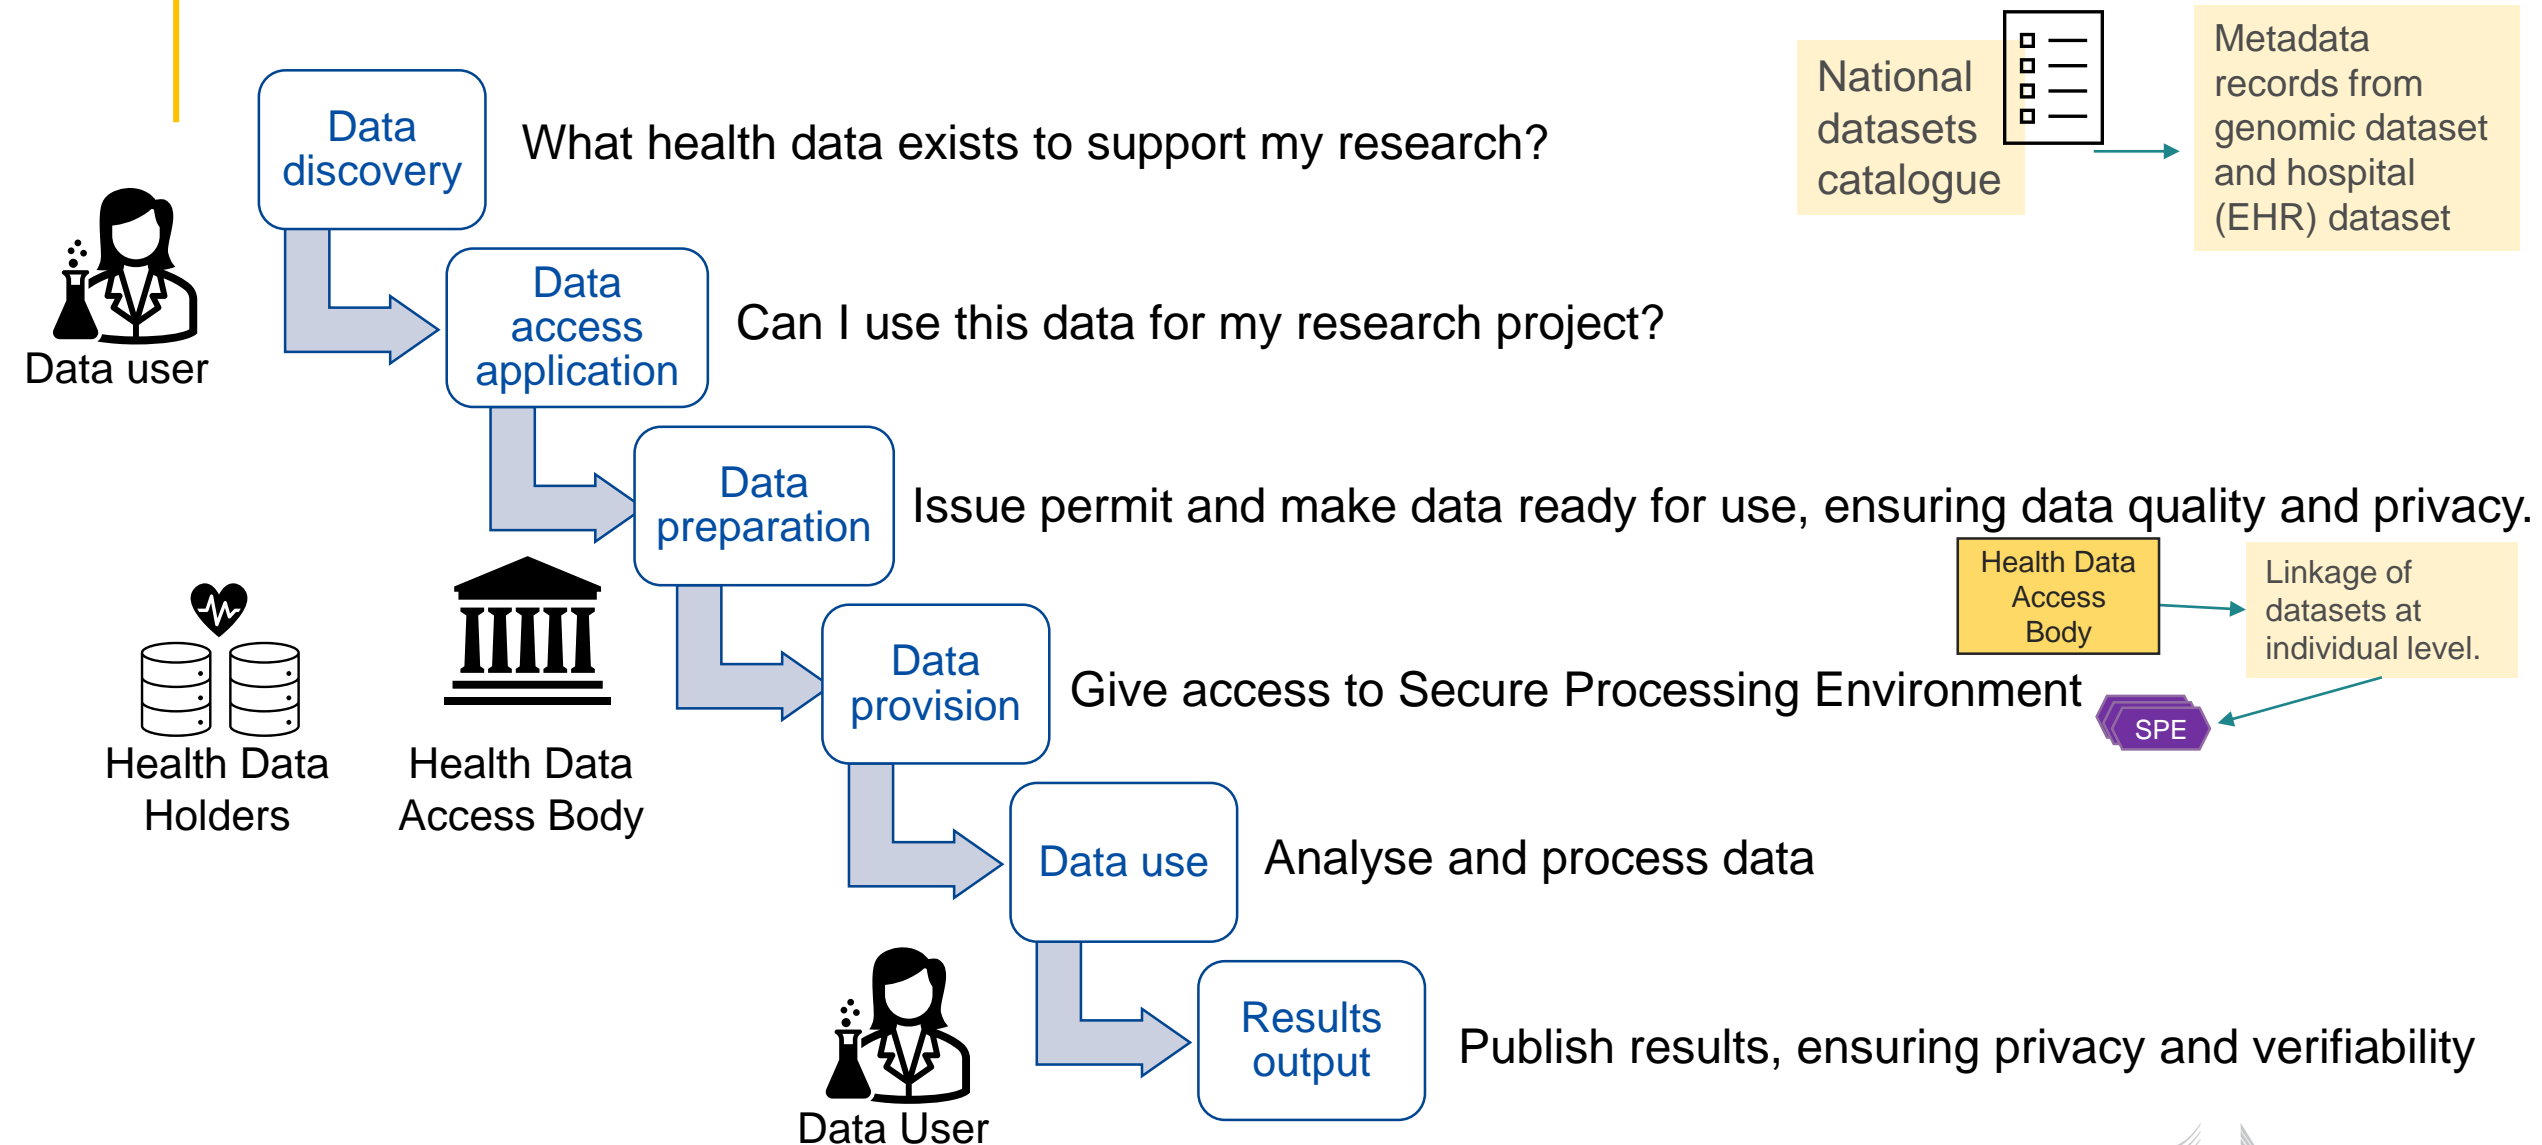 Data
discovery
What health data exists to support my research?
National
datasets
catalogue
Metadata
records from
genomic dataset
and hospital
(EHR) dataset
Data user
Data
access
application
Can I use this data for my research project?
Data
preparation
Issue permit and make data ready for use, ensuring data quality and privacy.
Health Data
Access
Body
Linkage of
datasets at
individual level.
Health Data
Holders
Health Data
Access Body
Data
provision
Give access to Secure Processing Environment
SPE
Data use
Analyse and process data
Data User
Results
output
Publish results, ensuring privacy and verifiability